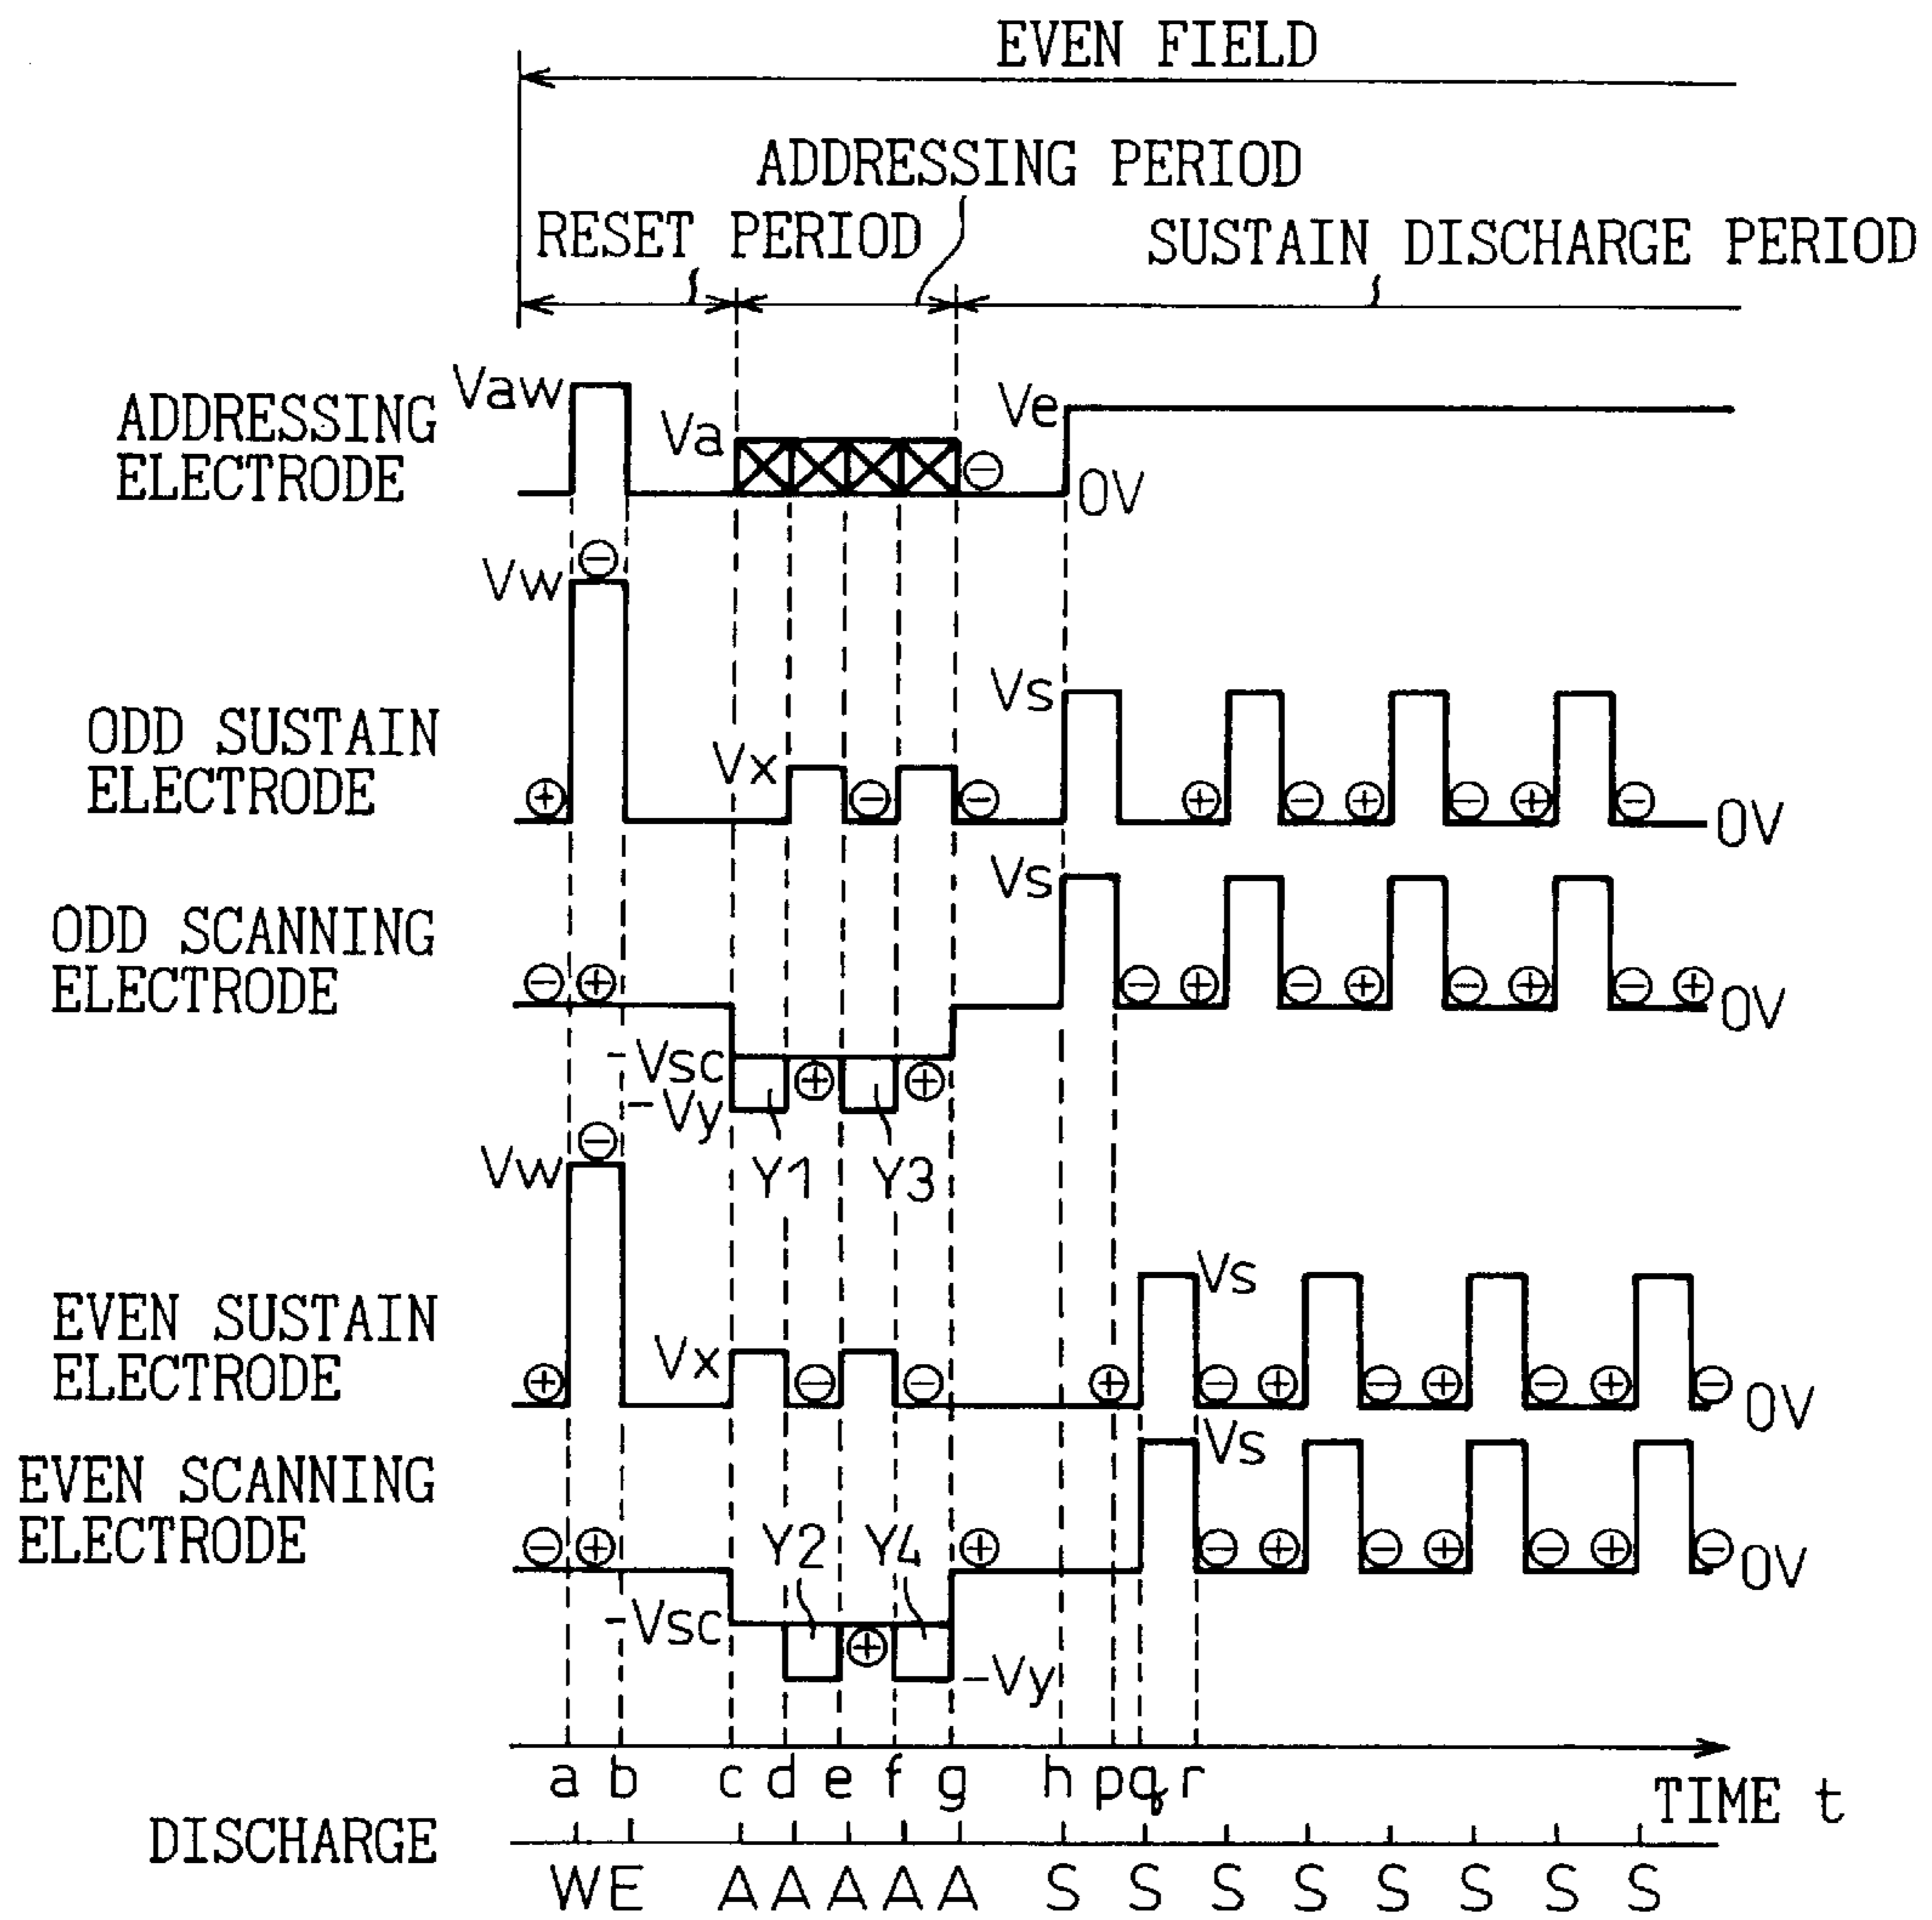 EVEN FIELD
ADDRESSING PERIOD
RESET PERIOD
SUSTAIN DISCHARGE PERIOD
ADDRESSING
ELECTRODE
Vaw
Va
Ve
0V
⊖
ODD SUSTAIN
ELECTRODE
Vw
⊖
Vx
Vs
⊕ ⊖ ⊖ ⊕ ⊖ ⊕ ⊖ ⊕ ⊖
0V
ODD SCANNING
ELECTRODE
Vs
⊖ ⊕ ⊖ ⊕ ⊖ ⊕ ⊖ ⊕ ⊖ ⊕
0V
-Vsc
⊕ ⊕
-Vy
Y1 Y3
EVEN SUSTAIN
ELECTRODE
Vw
⊖
Vx
Vs
⊕ ⊖ ⊖ ⊕ ⊖ ⊕ ⊖ ⊕ ⊖ ⊕ ⊖
0V
EVEN SCANNING
ELECTRODE
Vs
Y2 Y4
⊖ ⊕ ⊕ ⊖ ⊕ ⊖ ⊕ ⊖ ⊕ ⊖
0V
-Vsc
⊕
-Vy
a b c d e f g h p q r
TIME t
DISCHARGE
W E A A A A A S S S S S S S S